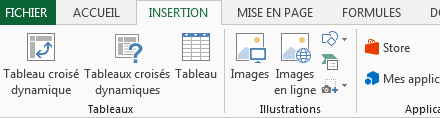 FICHIER ACCUEIL INSERTION MISE EN PAGE FORMULES
Tableau croisé dynamique
Tableaux croisés dynamiques
Tableau
Images
Images en ligne
Store
Mes applic
Tableaux
Illustrations
Applica